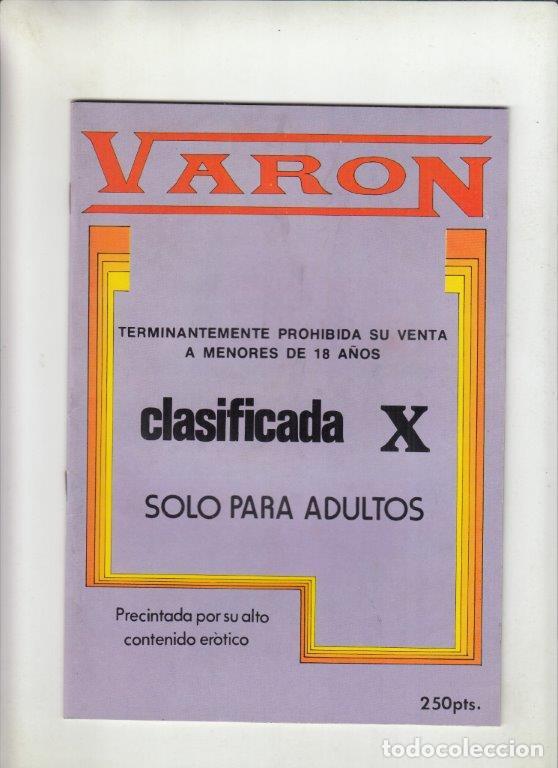 VARON
TERMINANTEMENTE PROHIBIDA SU VENTA
A MENORES DE 18 AÑOS
clasificada X
SOLO PARA ADULTOS
Precintada por su alto
contenido eròtico
250pts.
todocoleccion